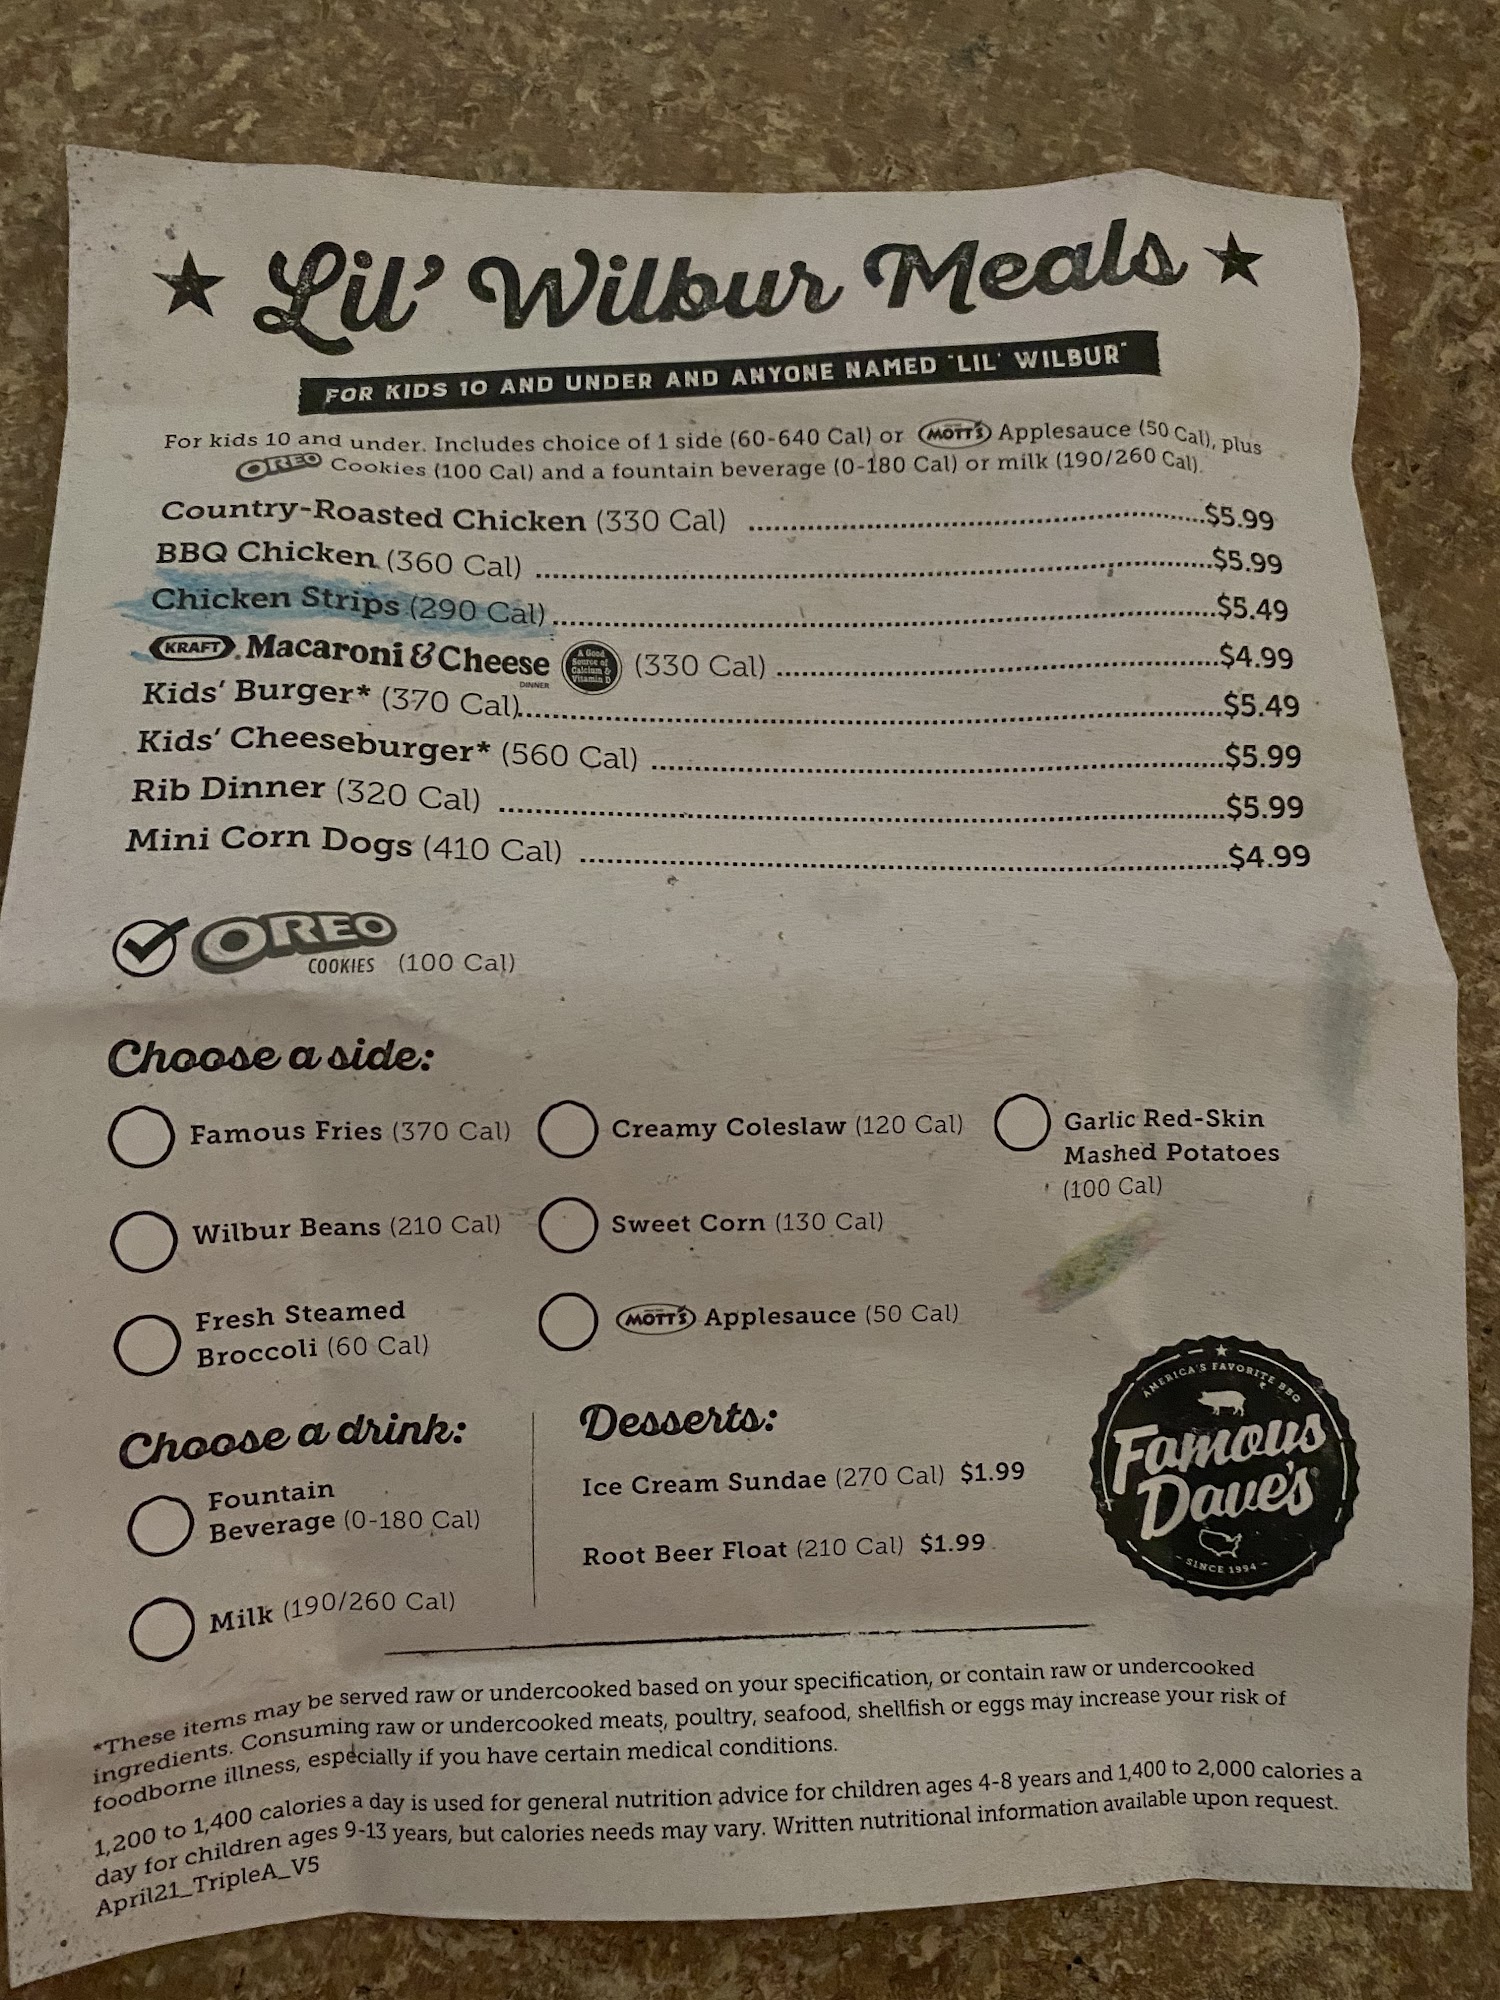 Lil' Wilbur Meals
FOR KIDS 10 AND UNDER AND ANYONE NAMED "LIL' WILBUR"
For kids 10 and under. Includes choice of 1 side (60-640 Cal) or MOTT'S Applesauce (50 Cal), plus
OREO Cookies (100 Cal) and a fountain beverage (0-180 Cal) or milk (190/260 Cal).
Country-Roasted Chicken (330 Cal) ........ $5.99
BBQ Chicken (360 Cal) ........ $5.99
Chicken Strips (290 Cal) ........ $5.49
KRAFT Macaroni & Cheese DINNER A Good Source of Calcium & Vitamin D (330 Cal) ........ $4.99
Kids' Burger* (370 Cal) ........ $5.49
Kids' Cheeseburger* (560 Cal) ........ $5.99
Rib Dinner (320 Cal) ........ $5.99
Mini Corn Dogs (410 Cal) ........ $4.99
OREO
COOKIES (100 Cal)
Choose a side:
Famous Fries (370 Cal)
Wilbur Beans (210 Cal)
Fresh Steamed
Broccoli (60 Cal)
Creamy Coleslaw (120 Cal)
Sweet Corn (130 Cal)
MOTT'S Applesauce (50 Cal)
Garlic Red-Skin
Mashed Potatoes
(100 Cal)
Choose a drink:
Fountain
Beverage (0-180 Cal)
Milk (190/260 Cal)
Desserts:
Ice Cream Sundae (270 Cal) $1.99
Root Beer Float (210 Cal) $1.99
AMERICA'S FAVORITE BBQ
Famous
Dave's
- SINCE 1994 -
*These items may be served raw or undercooked based on your specification, or contain raw or undercooked
ingredients. Consuming raw or undercooked meats, poultry, seafood, shellfish or eggs may increase your risk of
foodborne illness, especially if you have certain medical conditions.
1,200 to 1,400 calories a day is used for general nutrition advice for children ages 4-8 years and 1,400 to 2,000 calories a
day for children ages 9-13 years, but calories needs may vary. Written nutritional information available upon request.
April21_TripleA_V5